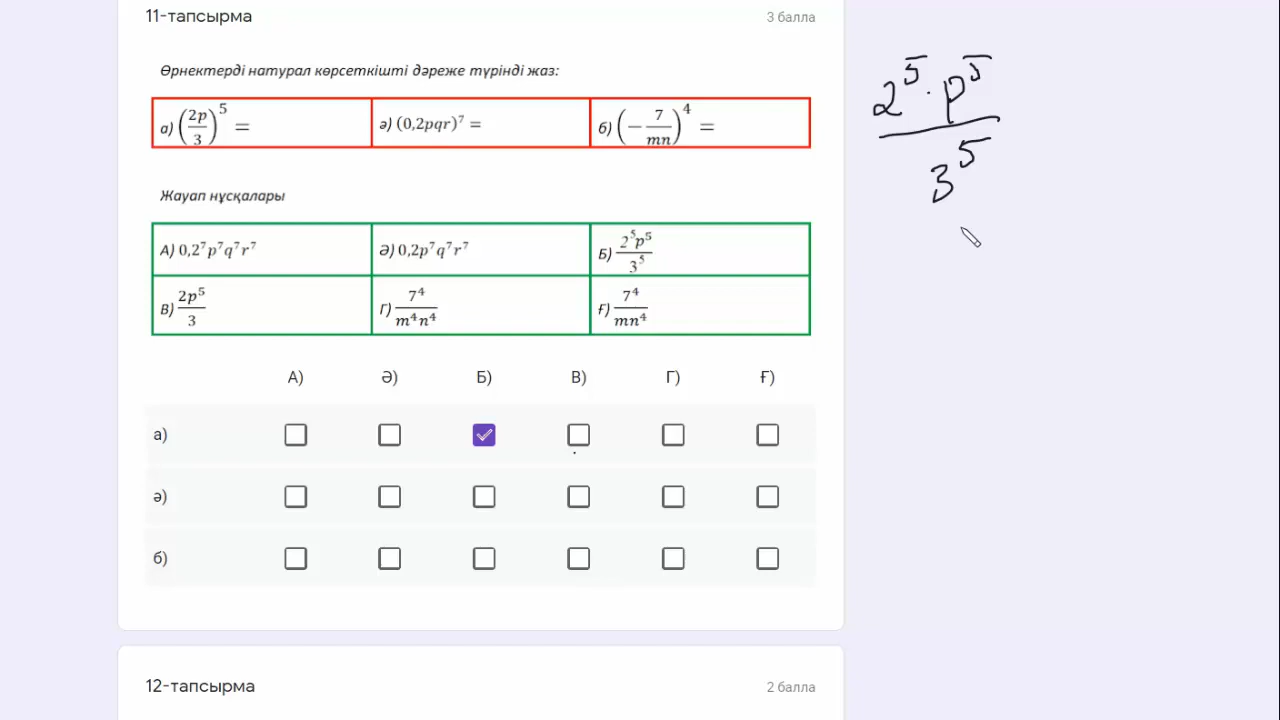 11-тапсырма
3 балла
Өрнектерді натурал көрсеткішті дәреже түрінді жаз:
а) (2p/3)^5 =
ә) (0,2pqr)^7 =
б) (−7/mn)^4 =
Жауап нұсқалары
А) 0,2^7p^7q^7r^7
Ә) 0,2p^7q^7r^7
Б) 2^5p^5/3^5
В) 2p^5/3
Г) 7^4/m^4n^4
Ғ) 7^4/mn^4
А) Ә) Б) В) Г) Ғ)
а)
ә)
б)
12-тапсырма
2 балла
2^5 · p^5
3^5